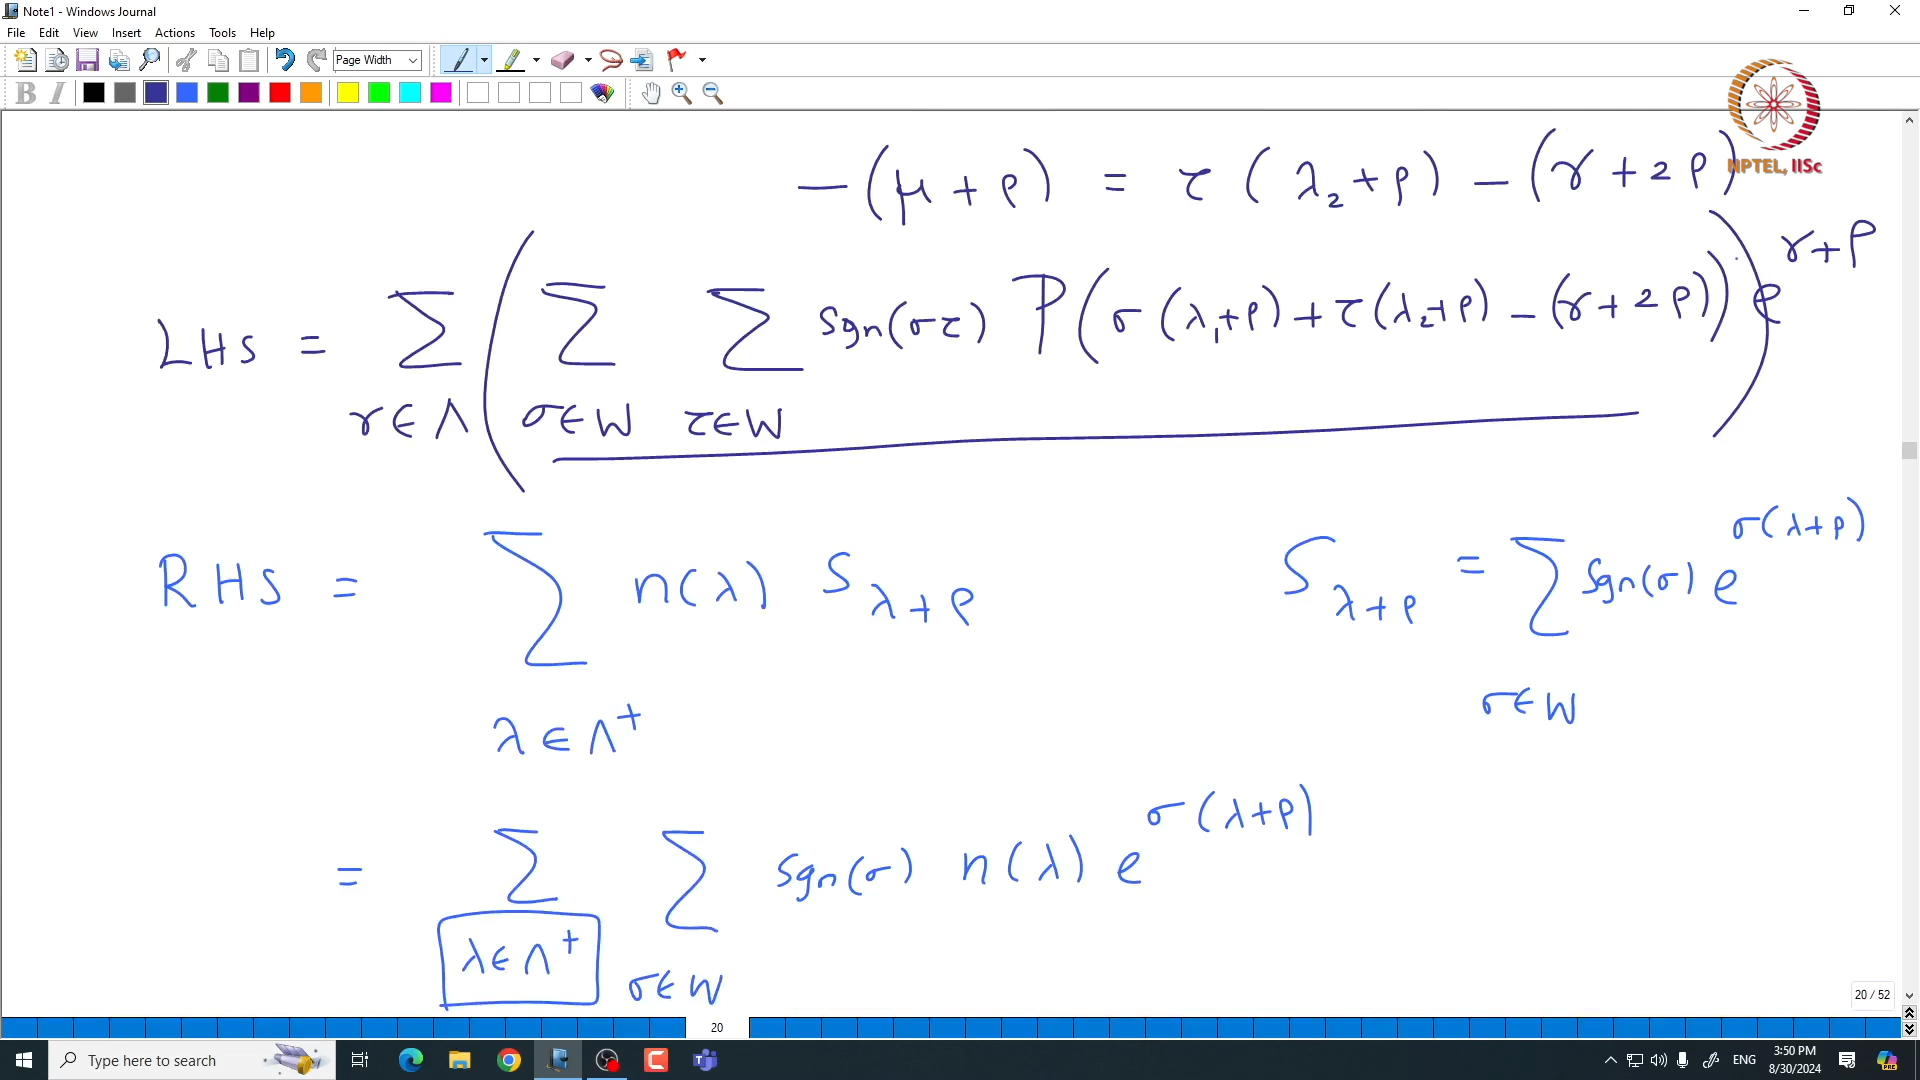 Note1 - Windows Journal
File Edit View Insert Actions Tools Help
Page Width
B I
NPTEL, IISc
-(μ + ρ) = τ(λ₂ + ρ) - (γ + 2ρ)
LHS = Σ_{γ∈Λ} ( Σ_{σ∈W} Σ_{τ∈W} sgn(στ) P(σ(λ₁+ρ) + τ(λ₂+ρ) - (γ+2ρ)) ) e^{γ+ρ}
RHS = Σ_{λ∈Λ⁺} n(λ) S_{λ+ρ} S_{λ+ρ} = Σ_{σ∈W} sgn(σ) e^{σ(λ+ρ)}
= Σ_{λ∈Λ⁺} Σ_{σ∈W} sgn(σ) n(λ) e^{σ(λ+ρ)}
20 / 52
20
Type here to search
ENG
3:50 PM
8/30/2024